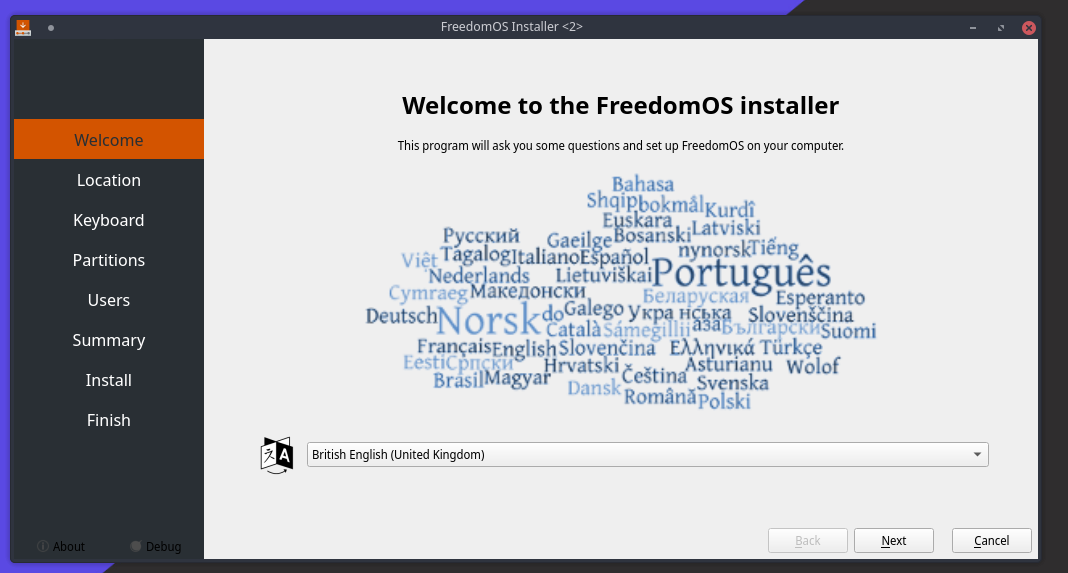 FreedomOS Installer <2>
Welcome
Location
Keyboard
Partitions
Users
Summary
Install
Finish
About
Debug
Welcome to the FreedomOS installer
This program will ask you some questions and set up FreedomOS on your computer.
Bahasa
Shqip bokmål Kurdî
Euskara Latviski
Русский Gaeilge Bosanski nynorsk Tiếng
Việt Tagalog Italiano Español
Nederlands Lietuviškai Português
Cymraeg Македонски Беларуская Esperanto
Deutsch Norsk do Galego Укра нська Slovenščina
Català Sámegillii аза Български Suomi
Français English Slovenčina Ελληνικά Türkçe
Eesti Српски Hrvatski Asturianu Wolof
Brasil Magyar Dansk Čeština Svenska
Română Polski
British English (United Kingdom)
Back
Next
Cancel